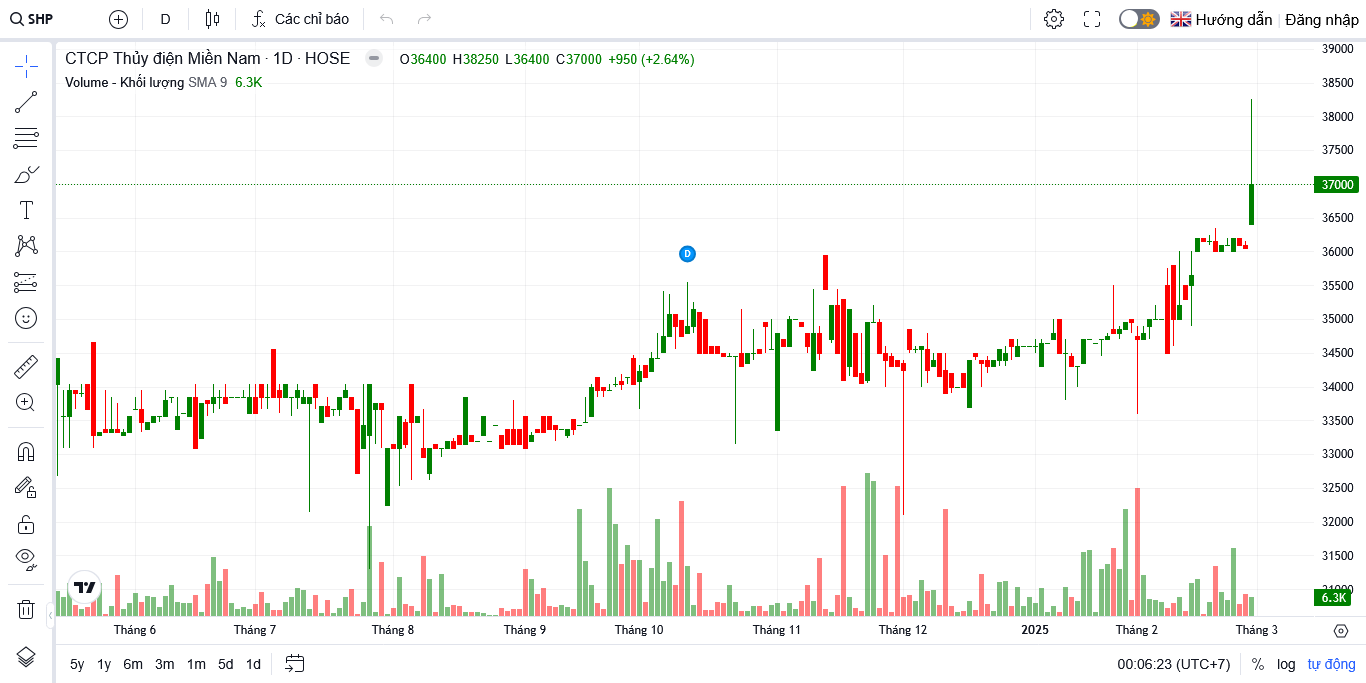 SHP D Các chỉ báo Hướng dẫn Đăng nhập
CTCP Thủy điện Miền Nam · 1D · HOSE O36400 H38250 L36400 C37000 +950 (+2.64%)
Volume - Khối lượng SMA 9 6.3K
39000
38500
38000
37500
37000
36500
36000
35500
35000
34500
34000
33500
33000
32500
32000
31500
31000
6.3K
D
Tháng 6 Tháng 7 Tháng 8 Tháng 9 Tháng 10 Tháng 11 Tháng 12 2025 Tháng 2 Tháng 3
5y 1y 6m 3m 1m 5d 1d 00:06:23 (UTC+7) % log tự động